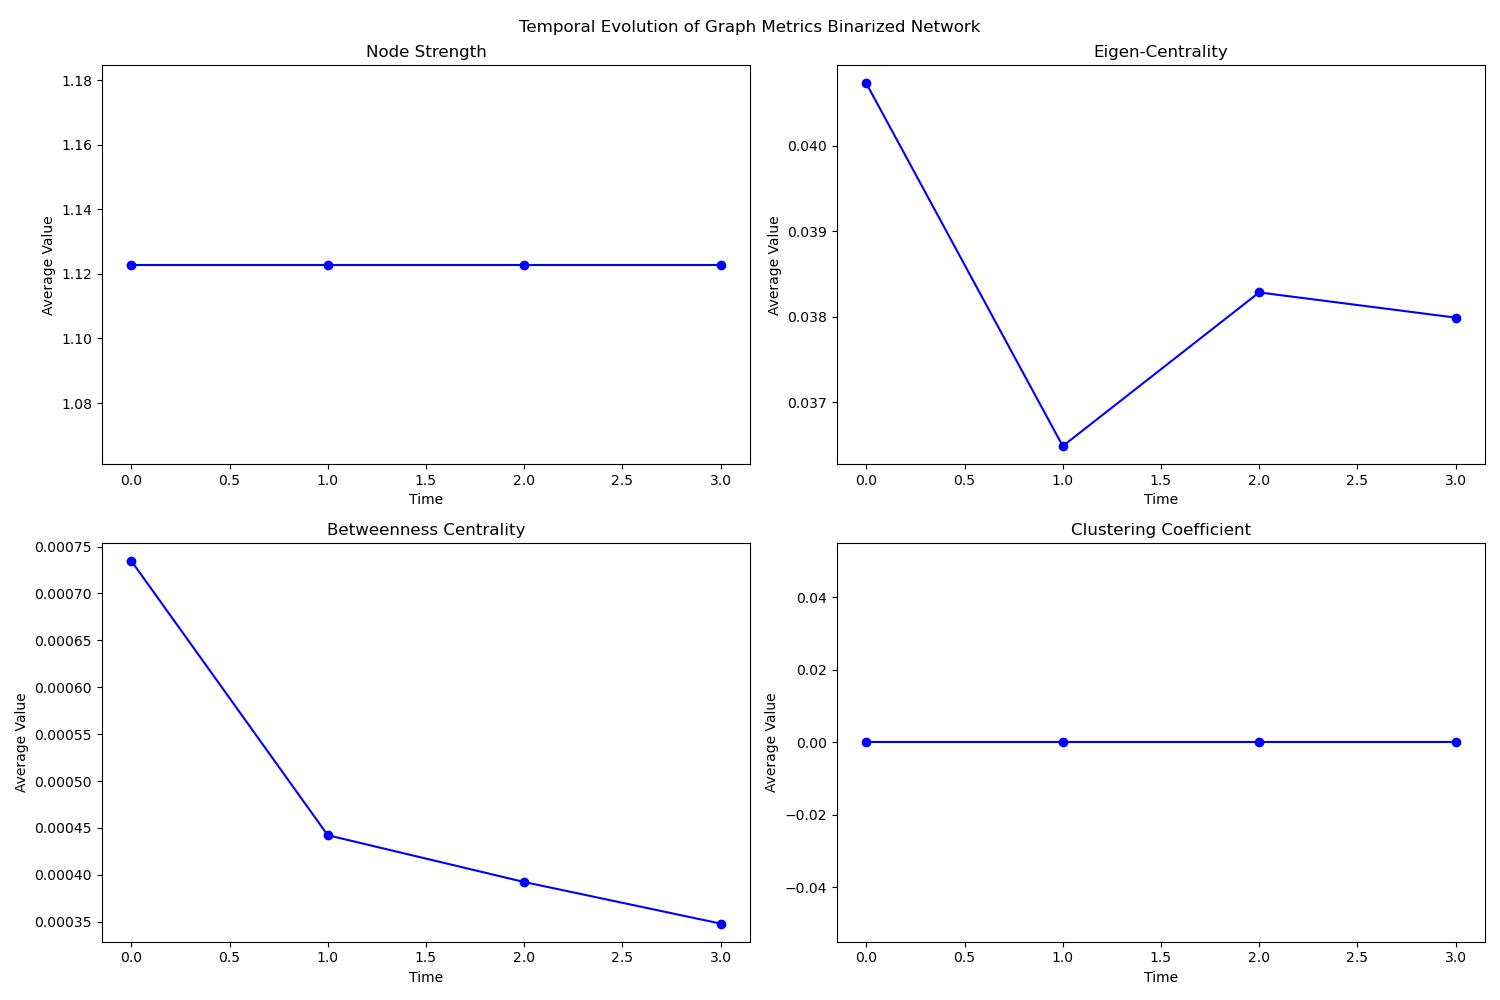 Temporal Evolution of Graph Metrics Binarized Network
Node Strength
1.18
1.16
1.14
1.12
1.10
1.08
Average Value
0.0 0.5 1.0 1.5 2.0 2.5 3.0
Time
Eigen-Centrality
0.040
0.039
0.038
0.037
Average Value
0.0 0.5 1.0 1.5 2.0 2.5 3.0
Time
Betweenness Centrality
0.00075
0.00070
0.00065
0.00060
0.00055
0.00050
0.00045
0.00040
0.00035
Average Value
0.0 0.5 1.0 1.5 2.0 2.5 3.0
Time
Clustering Coefficient
0.04
0.02
0.00
−0.02
−0.04
Average Value
0.0 0.5 1.0 1.5 2.0 2.5 3.0
Time